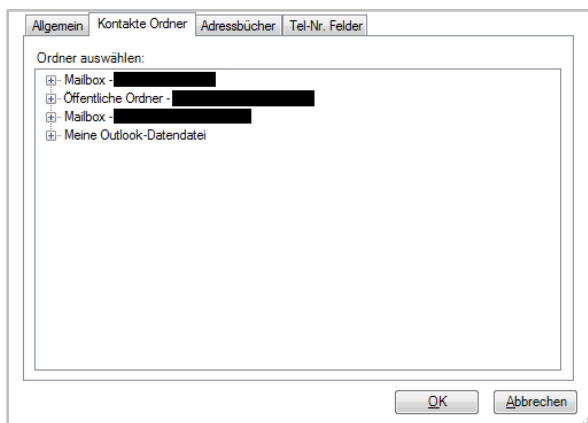 Allgemein Kontakte Ordner Adressbücher Tel-Nr. Felder
Ordner auswählen:
Mailbox -
Öffentliche Ordner -
Mailbox -
Meine Outlook-Datendatei
OK Abbrechen